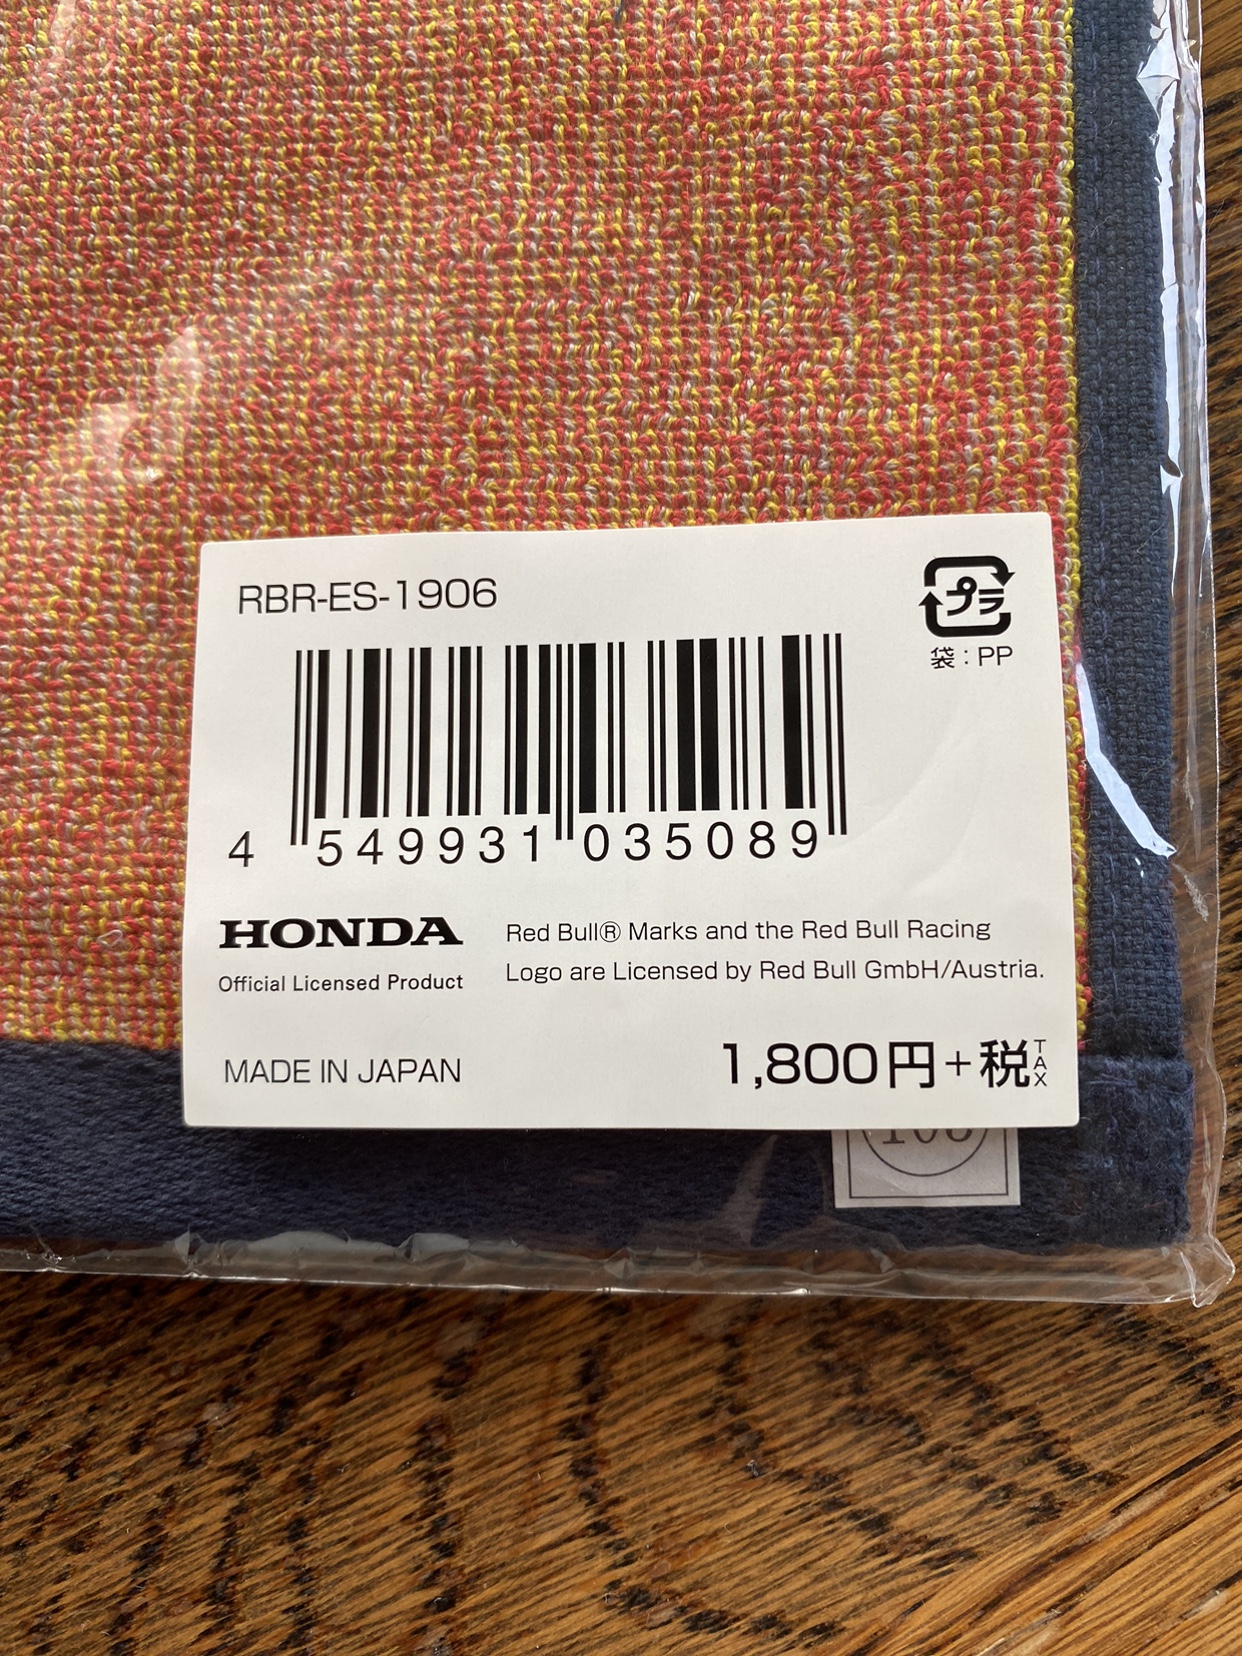 RBR-ES-1906
プラ
袋：PP
4 549931 035089
HONDA
Official Licensed Product
Red Bull® Marks and the Red Bull Racing
Logo are Licensed by Red Bull GmbH/Austria.
MADE IN JAPAN
1,800円+税TAX